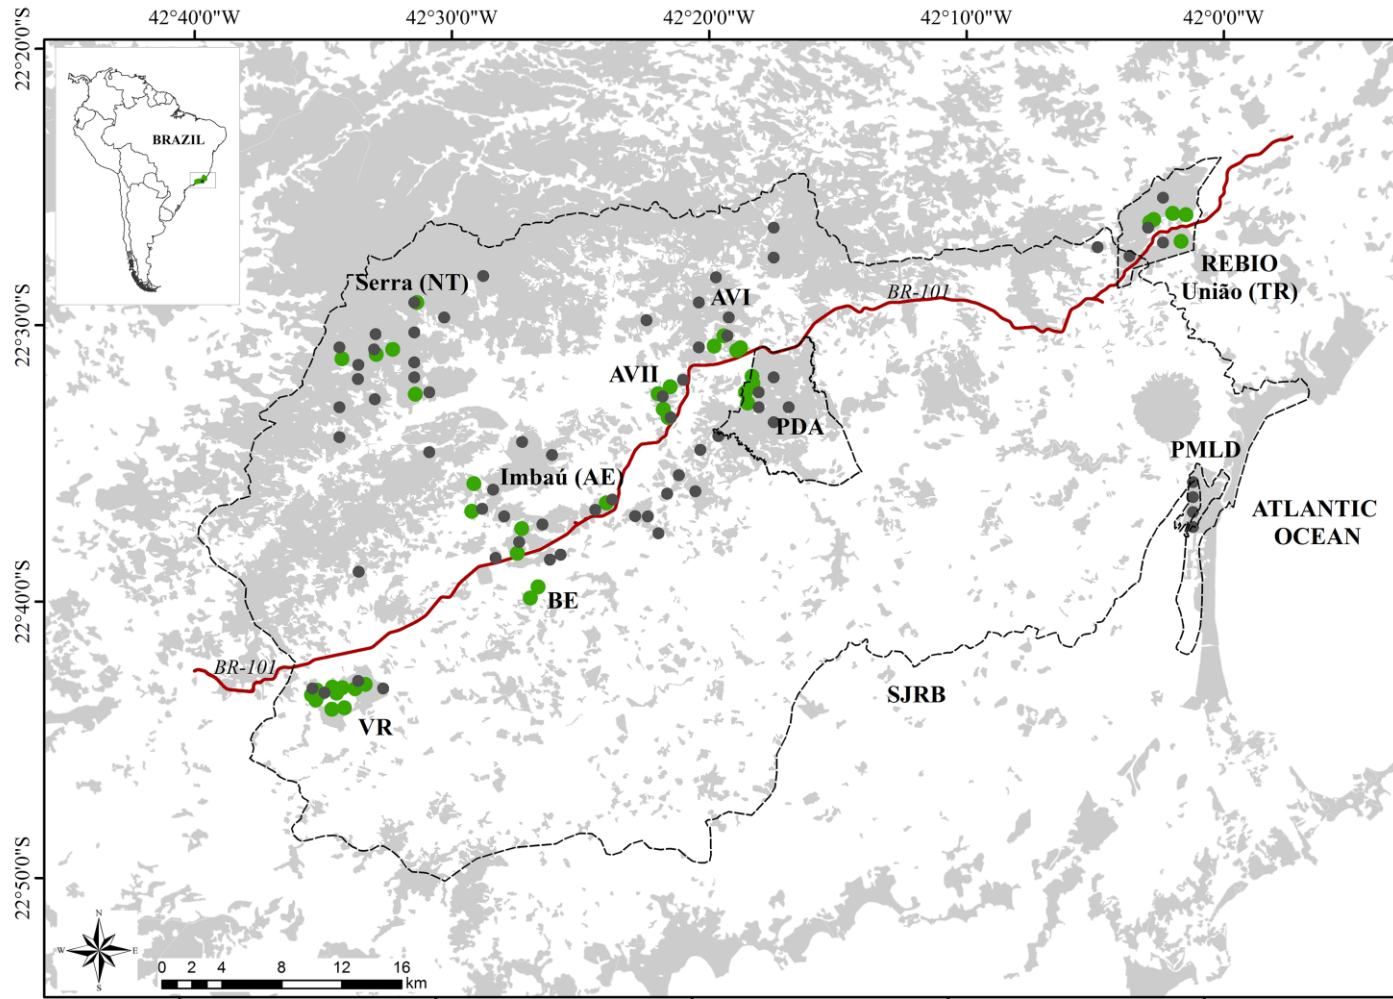 42°40'0"W 42°30'0"W 42°20'0"W 42°10'0"W 42°00'0"W
22°20'0"S
BRAZIL
Serra (NT)
AVI
BR-101
REBIO
União (TR)
22°30'0"S
AVII
PDA
PMLD
Imbaú (AE)
ATLANTIC
OCEAN
22°40'0"S
BE
BR-101
SJRB
VR
22°50'0"S
N
W E
S
0 2 4 8 12 16
km